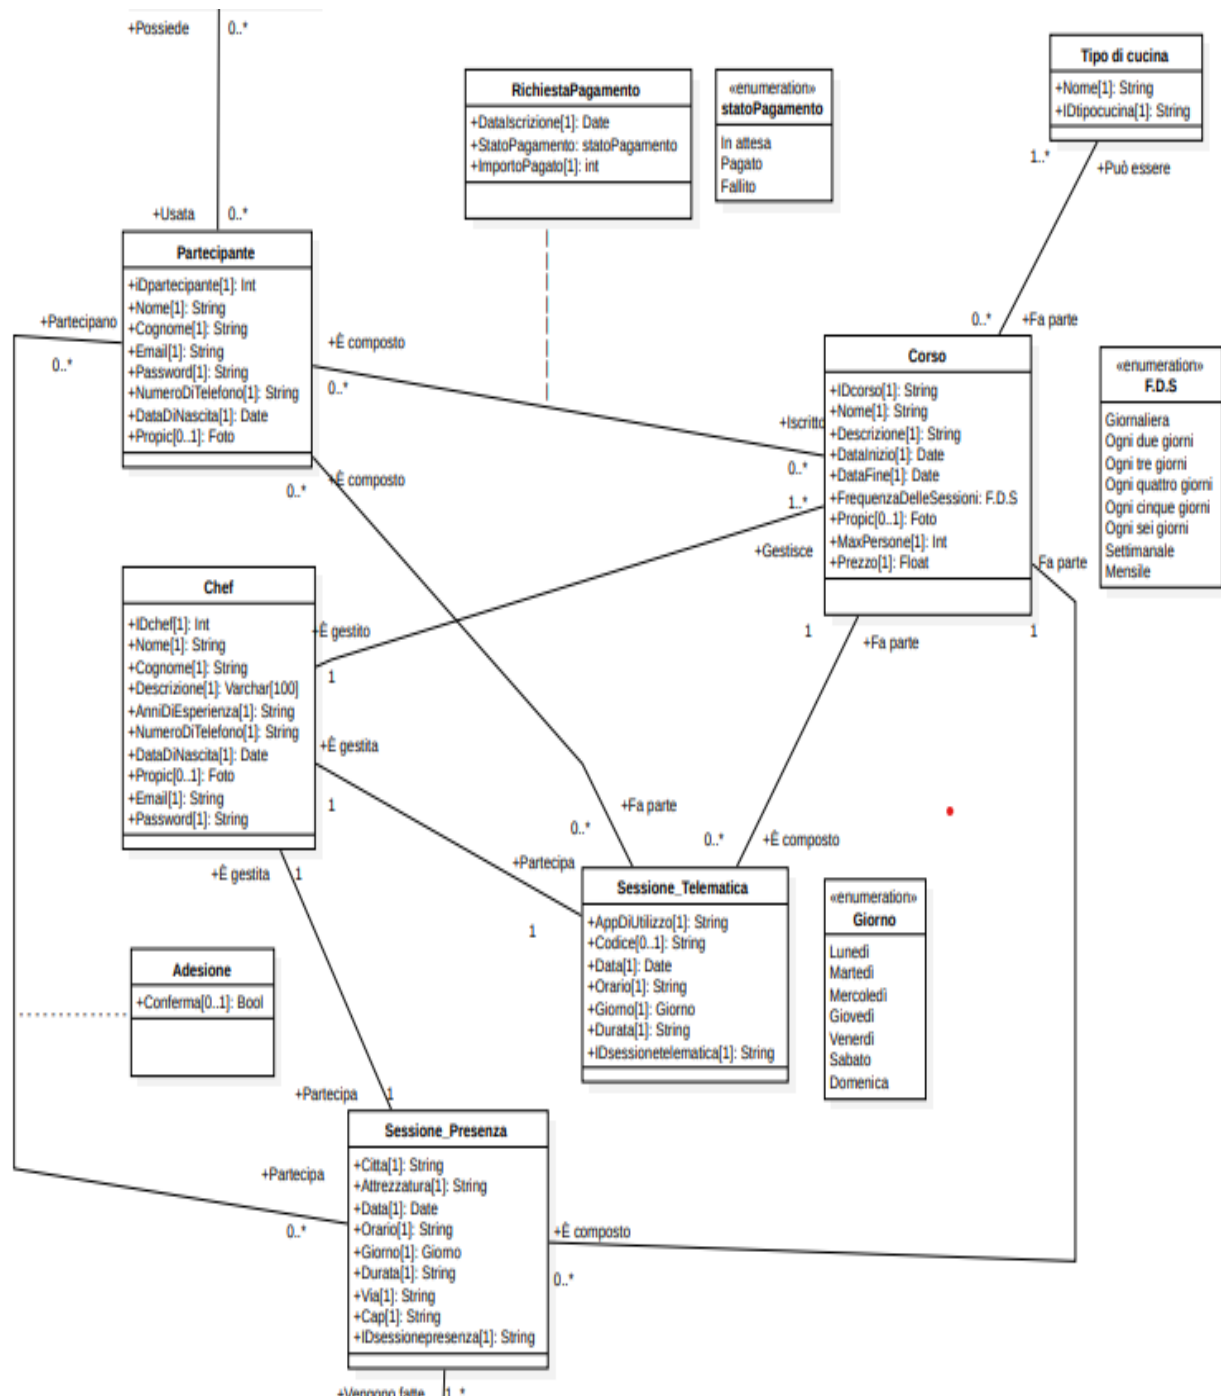 +Possiede
0..*
+Usata
0..*
RichiestaPagamento
+DataIscrizione[1]: Date
+StatoPagamento: statoPagamento
+ImportoPagato[1]: int
«enumeration»
statoPagamento
In attesa
Pagato
Fallito
Tipo di cucina
+Nome[1]: String
+IDtipocucina[1]: String
1..*
+Può essere
0..*
+Fa parte
Partecipante
+iDpartecipante[1]: Int
+Nome[1]: String
+Cognome[1]: String
+Email[1]: String
+Password[1]: String
+NumeroDiTelefono[1]: String
+DataDiNascita[1]: Date
+Propic[0..1]: Foto
+Partecipano
0..*
+È composto
0..*
+Iscritto
0..*
Corso
+IDcorso[1]: String
+Nome[1]: String
+Descrizione[1]: String
+DataInizio[1]: Date
+DataFine[1]: Date
+FrequenzaDelleSessioni: F.D.S
+Propic[0..1]: Foto
+MaxPersone[1]: Int
+Prezzo[1]: Float
«enumeration»
F.D.S
Giornaliera
Ogni due giorni
Ogni tre giorni
Ogni quattro giorni
Ogni cinque giorni
Ogni sei giorni
Settimanale
Mensile
0..*
+È composto
1..*
+Gestisce
Fa parte
1
1
+Fa parte
Chef
+IDchef[1]: Int
+Nome[1]: String
+Cognome[1]: String
+Descrizione[1]: Varchar[100]
+AnniDiEsperienza[1]: String
+NumeroDiTelefono[1]: String
+DataDiNascita[1]: Date
+Propic[0..1]: Foto
+Email[1]: String
+Password[1]: String
+È gestito
1
+È gestita
1
+È gestita
1
+Fa parte
0..*
0..*
+È composto
+Partecipa
1
Sessione_Telematica
+AppDiUtilizzo[1]: String
+Codice[0..1]: String
+Data[1]: Date
+Orario[1]: String
+Giorno[1]: Giorno
+Durata[1]: String
+IDsessionetelematica[1]: String
«enumeration»
Giorno
Lunedì
Martedì
Mercoledì
Giovedì
Venerdì
Sabato
Domenica
Adesione
+Conferma[0..1]: Bool
+Partecipa
1
+Partecipa
0..*
Sessione_Presenza
+Citta[1]: String
+Attrezzatura[1]: String
+Data[1]: Date
+Orario[1]: String
+Giorno[1]: Giorno
+Durata[1]: String
+Via[1]: String
+Cap[1]: String
+IDsessionepresenza[1]: String
+È composto
0..*
+Vengono fatte
1..*